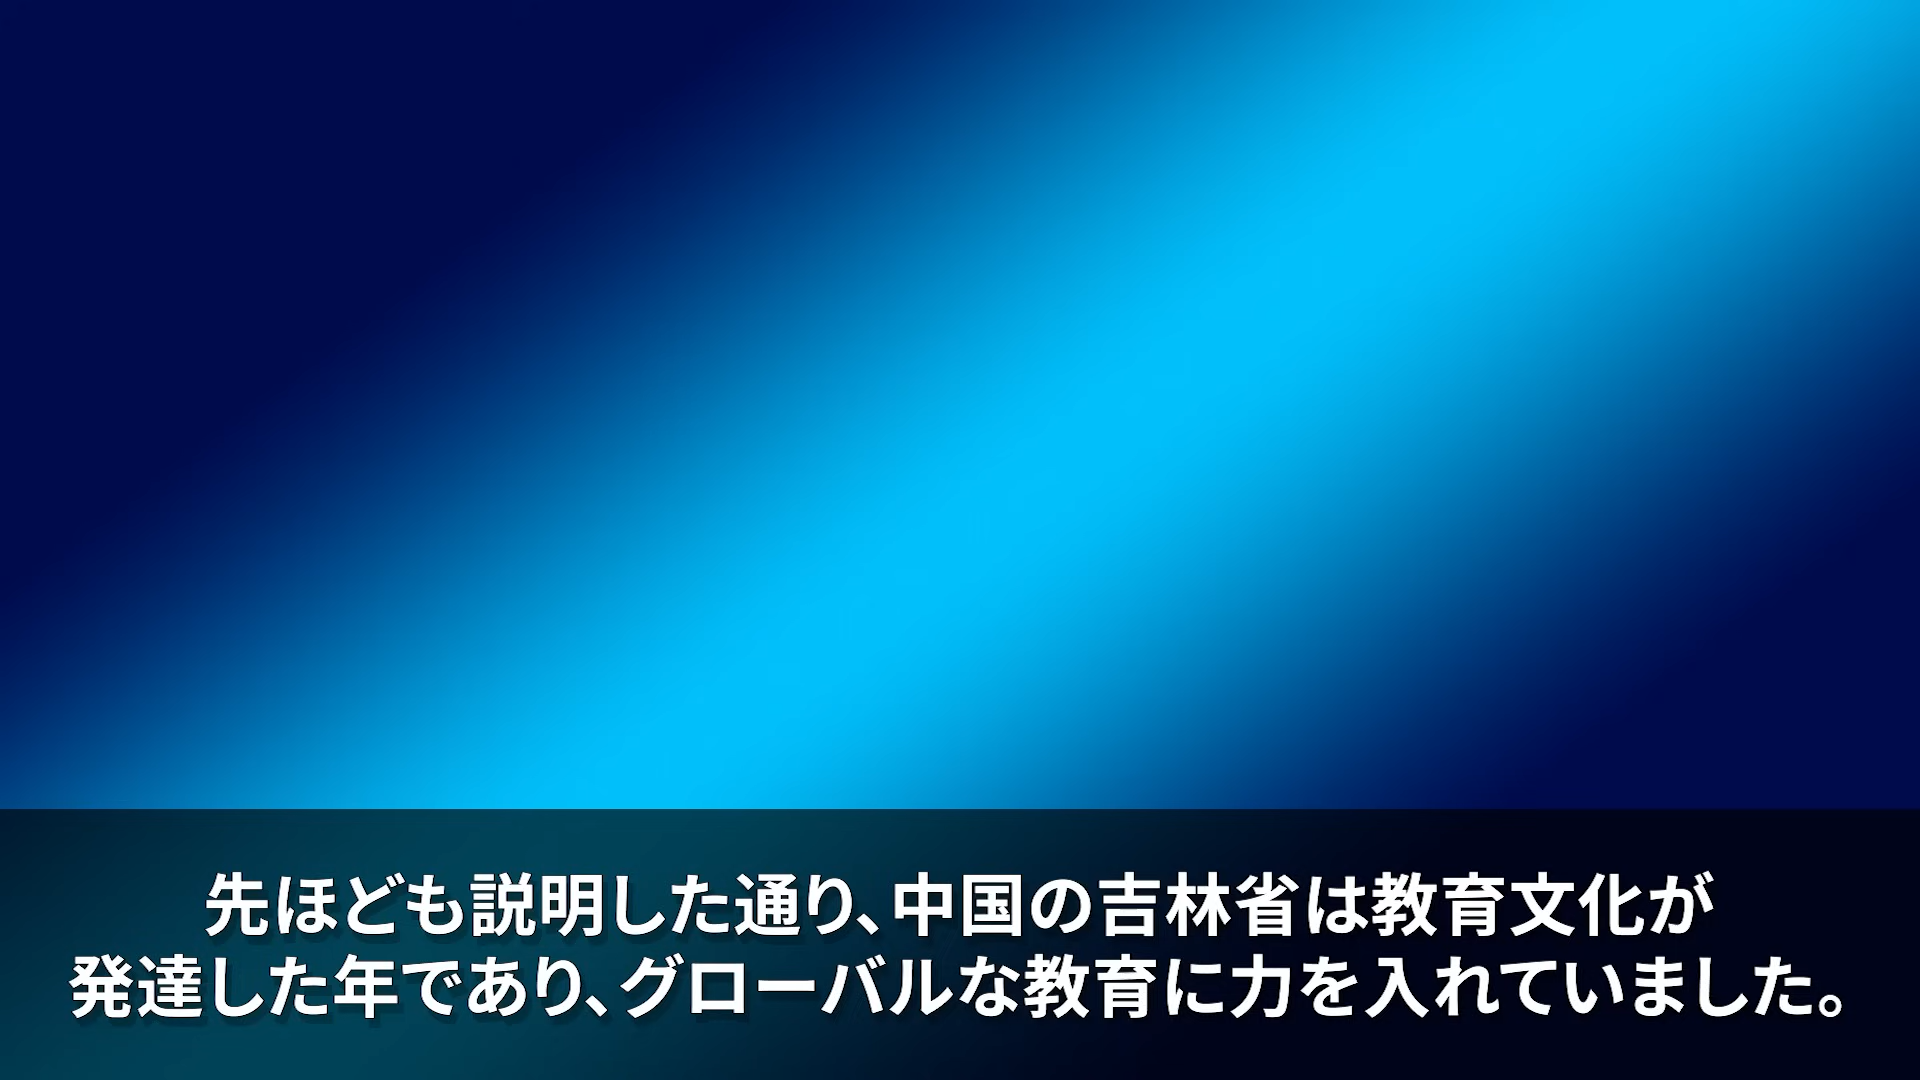 先ほども説明した通り、中国の吉林省は教育文化が
発達した年であり、グローバルな教育に力を入れていました。